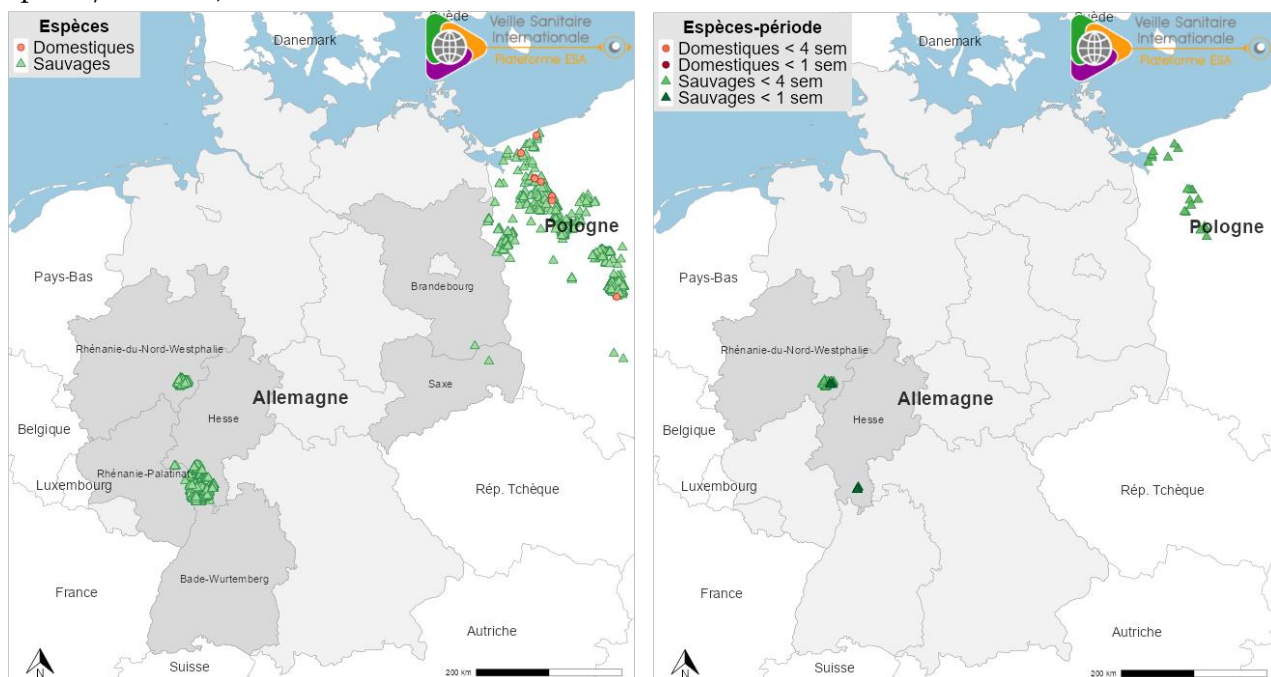 Espèces
Domestiques
Sauvages
Suède
Danemark
Veille Sanitaire
Internationale
Plateforme ESA
Pologne
Pays-Bas
Brandebourg
Rhénanie-du-Nord-Westphalie
Saxe
Allemagne
Hesse
Belgique
Rhénanie-Palatinat
Luxembourg
Rép. Tchèque
Bade-Wurtemberg
France
Autriche
Suisse
N
200 km
Espèces-période
Domestiques < 4 sem
Domestiques < 1 sem
Sauvages < 4 sem
Sauvages < 1 sem
Danemark
Veille Sanitaire
Internationale
Plateforme ESA
Pologne
Pays-Bas
Rhénanie-du-Nord-Westphalie
Allemagne
Hesse
Belgique
Luxembourg
Rép. Tchèque
France
Autriche
Suisse
N
200 km